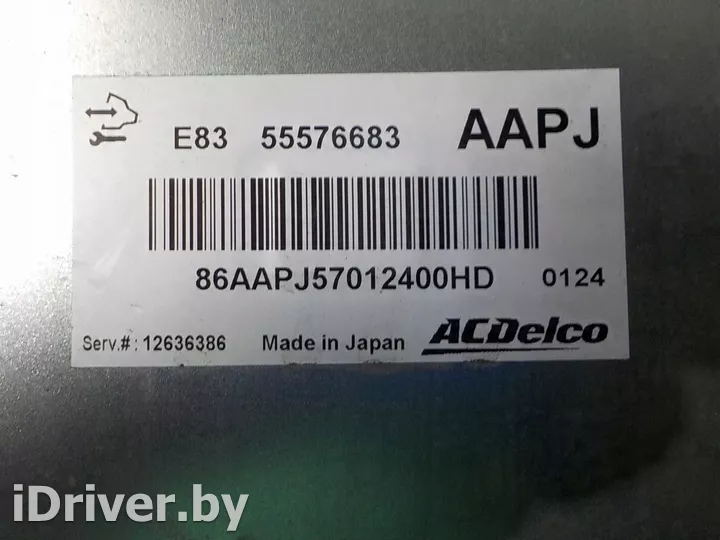 E83 55576683 AAPJ
86AAPJ57012400HD 0124
Serv.#: 12636386 Made in Japan ACDelco
iDriver.by